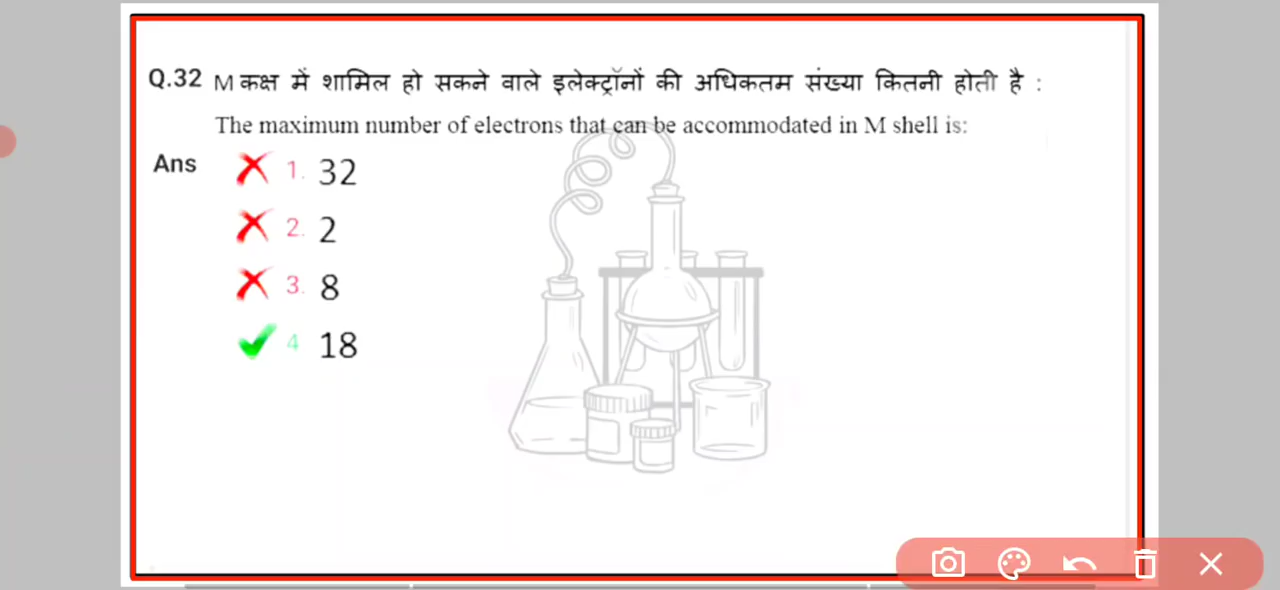 Q.32 M कक्ष में शामिल हो सकने वाले इलेक्ट्रॉनों की अधिकतम संख्या कितनी होती है :
The maximum number of electrons that can be accommodated in M shell is:
Ans 1. 32
2. 2
3. 8
4 18